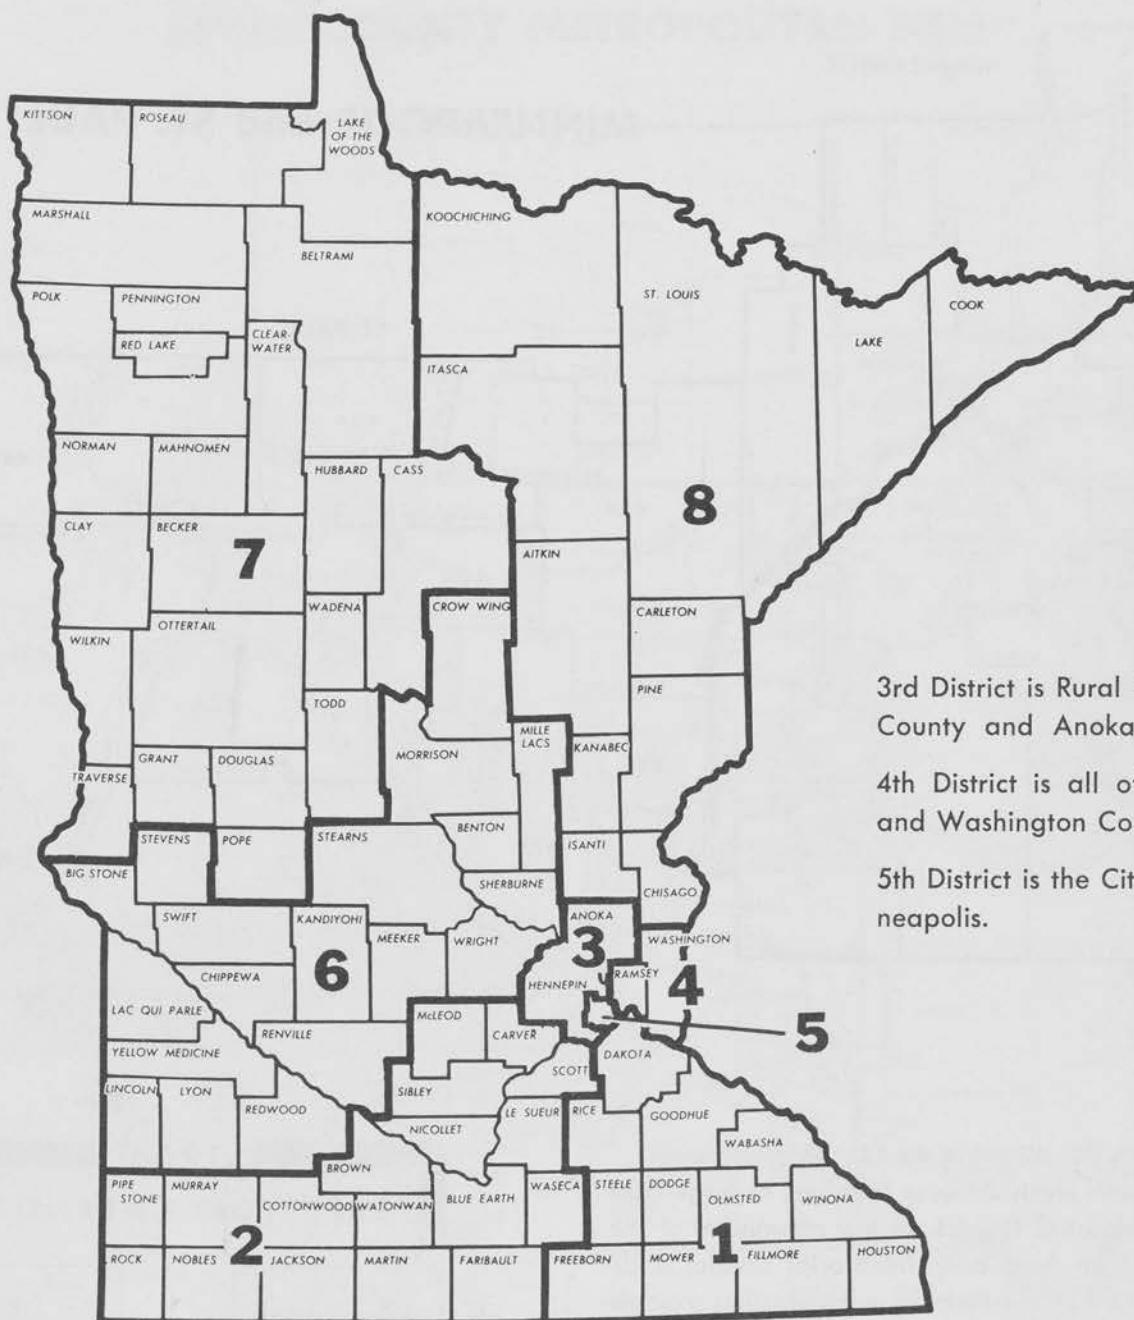 KITTSON
ROSEAU
LAKE
OF THE
WOODS
MARSHALL
KOOCHICHING
BELTRAMI
ST. LOUIS
POLK
PENNINGTON
COOK
CLEAR-
WATER
RED LAKE
LAKE
ITASCA
NORMAN
MAHNOMEN
HUBBARD
CASS
8
CLAY
BECKER
7
AITKIN
WADENA
CROW WING
CARLETON
OTTERTAIL
WILKIN
PINE
TODD
MILLE
LACS
MORRISON
KANABEC
GRANT
DOUGLAS
TRAVERSE
BENTON
STEVENS
POPE
STEARNS
ISANTI
BIG STONE
SHERBURNE
CHISAGO
SWIFT
KANDIYOHI
ANOKA
MEEKER
WRIGHT
3
WASHINGTON
CHIPPEWA
6
HENNEPIN
RAMSEY
4
LAC QUI PARLE
McLEOD
5
RENVILLE
CARVER
YELLOW MEDICINE
DAKOTA
SCOTT
LINCOLN
LYON
SIBLEY
REDWOOD
LE SUEUR
RICE
GOODHUE
NICOLLET
WABASHA
BROWN
PIPE
STONE
MURRAY
BLUE EARTH
WASECA
STEELE
DODGE
OLMSTED
WINONA
COTTONWOOD
WATONWAN
2
1
ROCK
NOBLES
JACKSON
MARTIN
FARIBAULT
FREEBORN
MOWER
FILLMORE
HOUSTON
3rd District is Rural
County and Anoka
4th District is all
and Washington
5th District is the
neapolis.